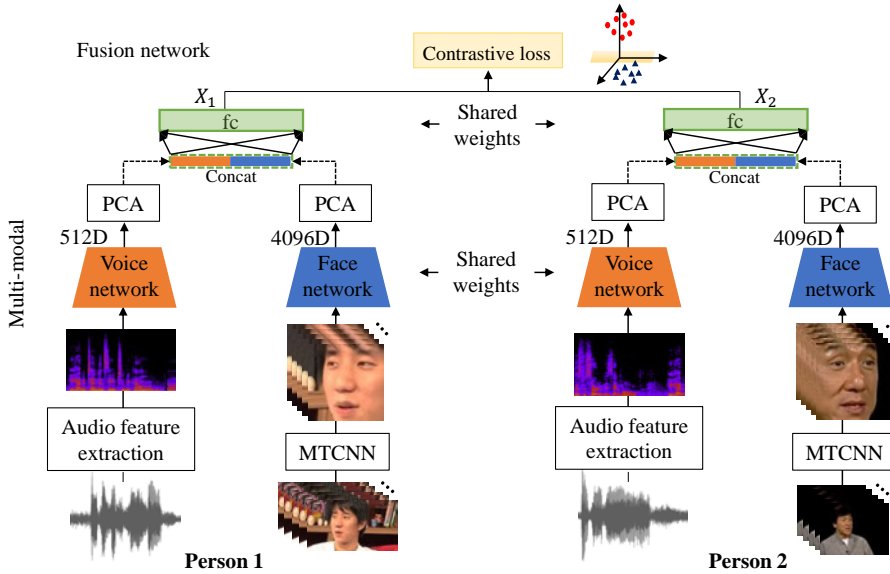 Fusion network
Contrastive loss
X₁
X₂
fc
Shared
weights
fc
Concat
Concat
PCA
PCA
PCA
PCA
512D
4096D
512D
4096D
Multi-modal
Voice
network
Face
network
Shared
weights
Voice
network
Face
network
Audio feature
extraction
MTCNN
Audio feature
extraction
MTCNN
Person 1
Person 2